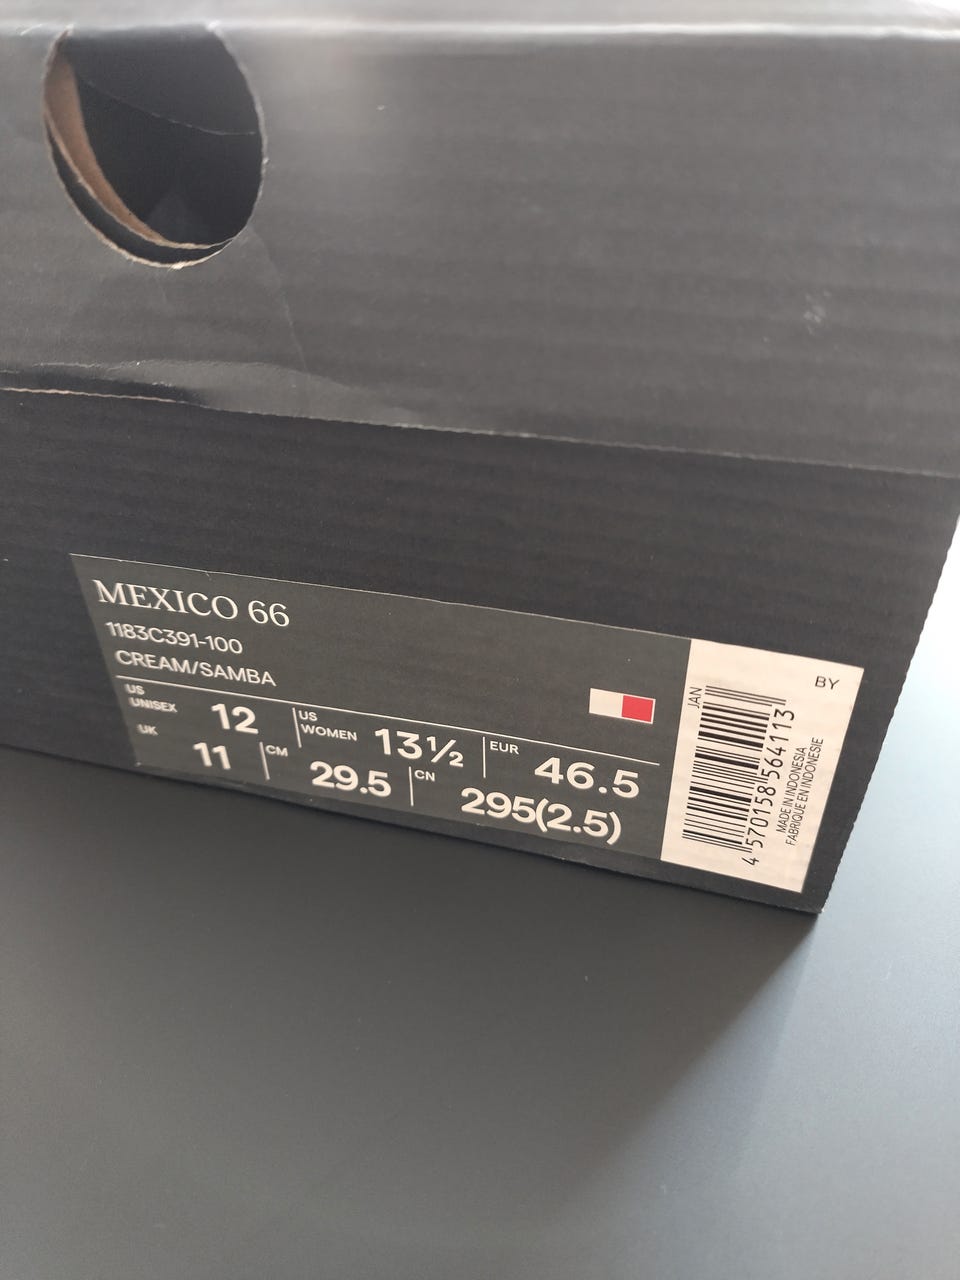 MEXICO 66
1183C391-100
CREAM/SAMBA
US UNISEX 12 US WOMEN 13½ EUR 46.5
UK 11 CM 29.5 CN 295(2.5)
BY
JAN
4 570158 564113
MADE IN INDONESIA
FABRIQUE EN INDONESIE